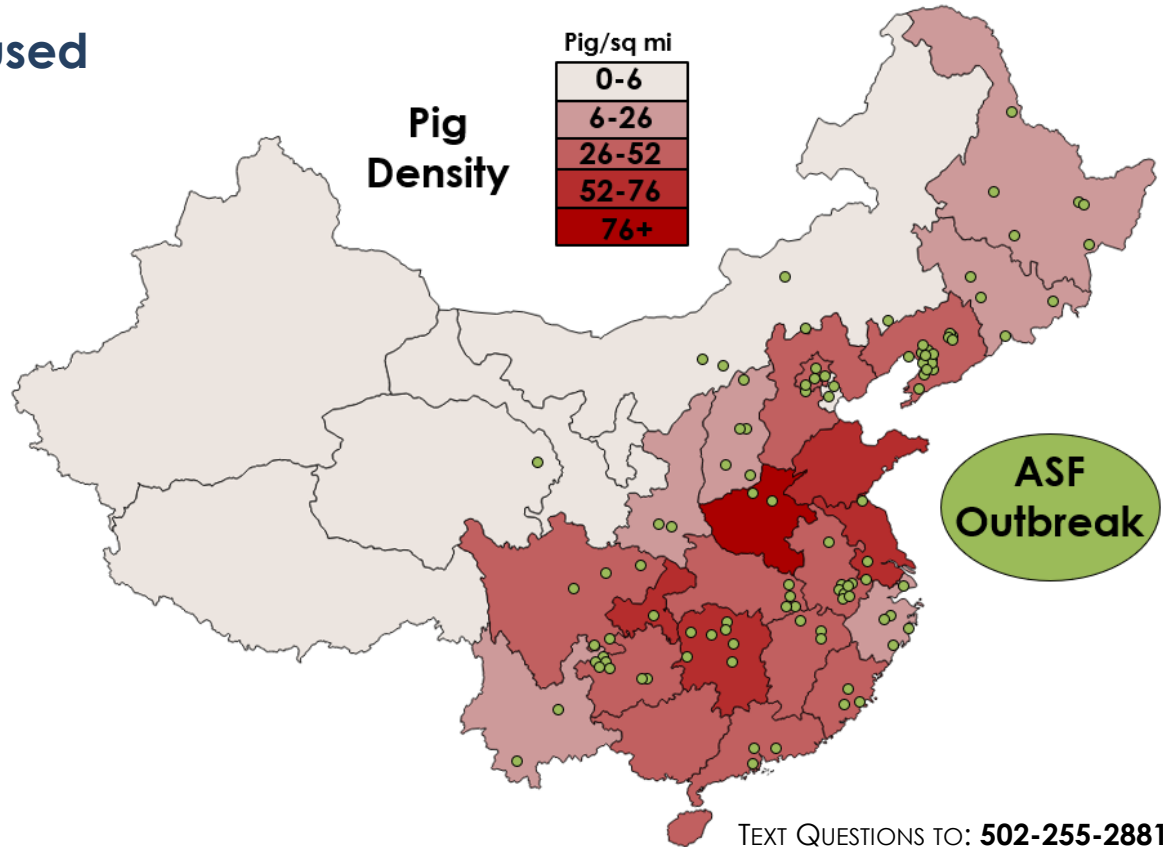 used
Pig/sq mi
0-6
6-26
26-52
52-76
76+
Pig
Density
ASF
Outbreak
TEXT QUESTIONS TO: 502-255-2881